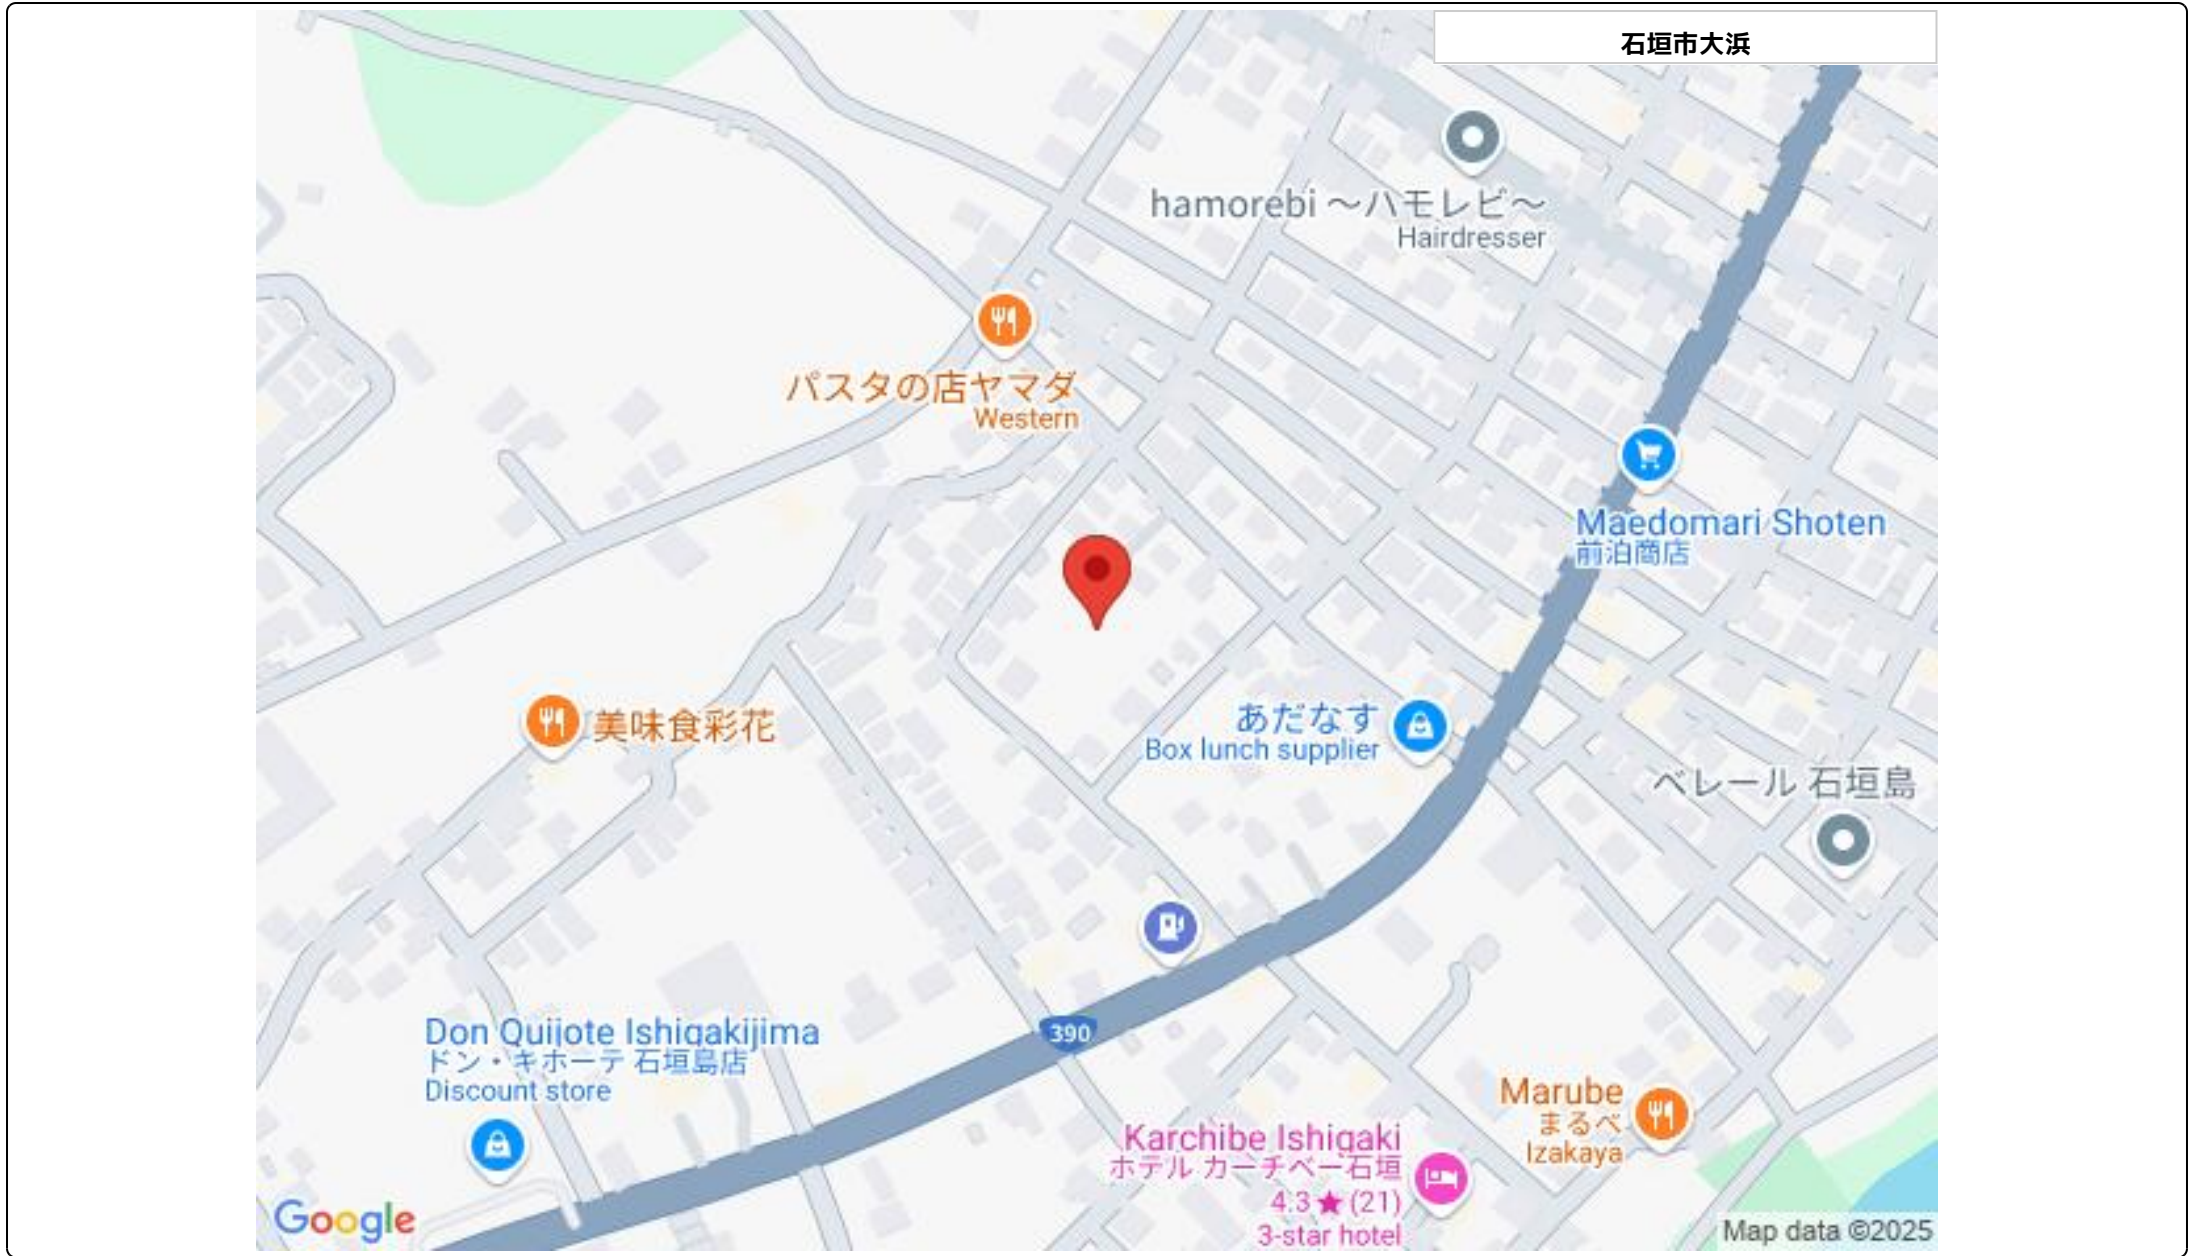 石垣市大浜
hamorebi ～ハモレビ～
Hairdresser
パスタの店ヤマダ
Western
Maedomari Shoten
前泊商店
美味食彩花
あだなす
Box lunch supplier
ベレール 石垣島
390
Don Quijote Ishigakijima
ドン・キホーテ 石垣島店
Discount store
Marube
まるべ
Izakaya
Karchibe Ishigaki
ホテル カーチベー石垣
4.3★(21)
3-star hotel
Google
Map data ©2025